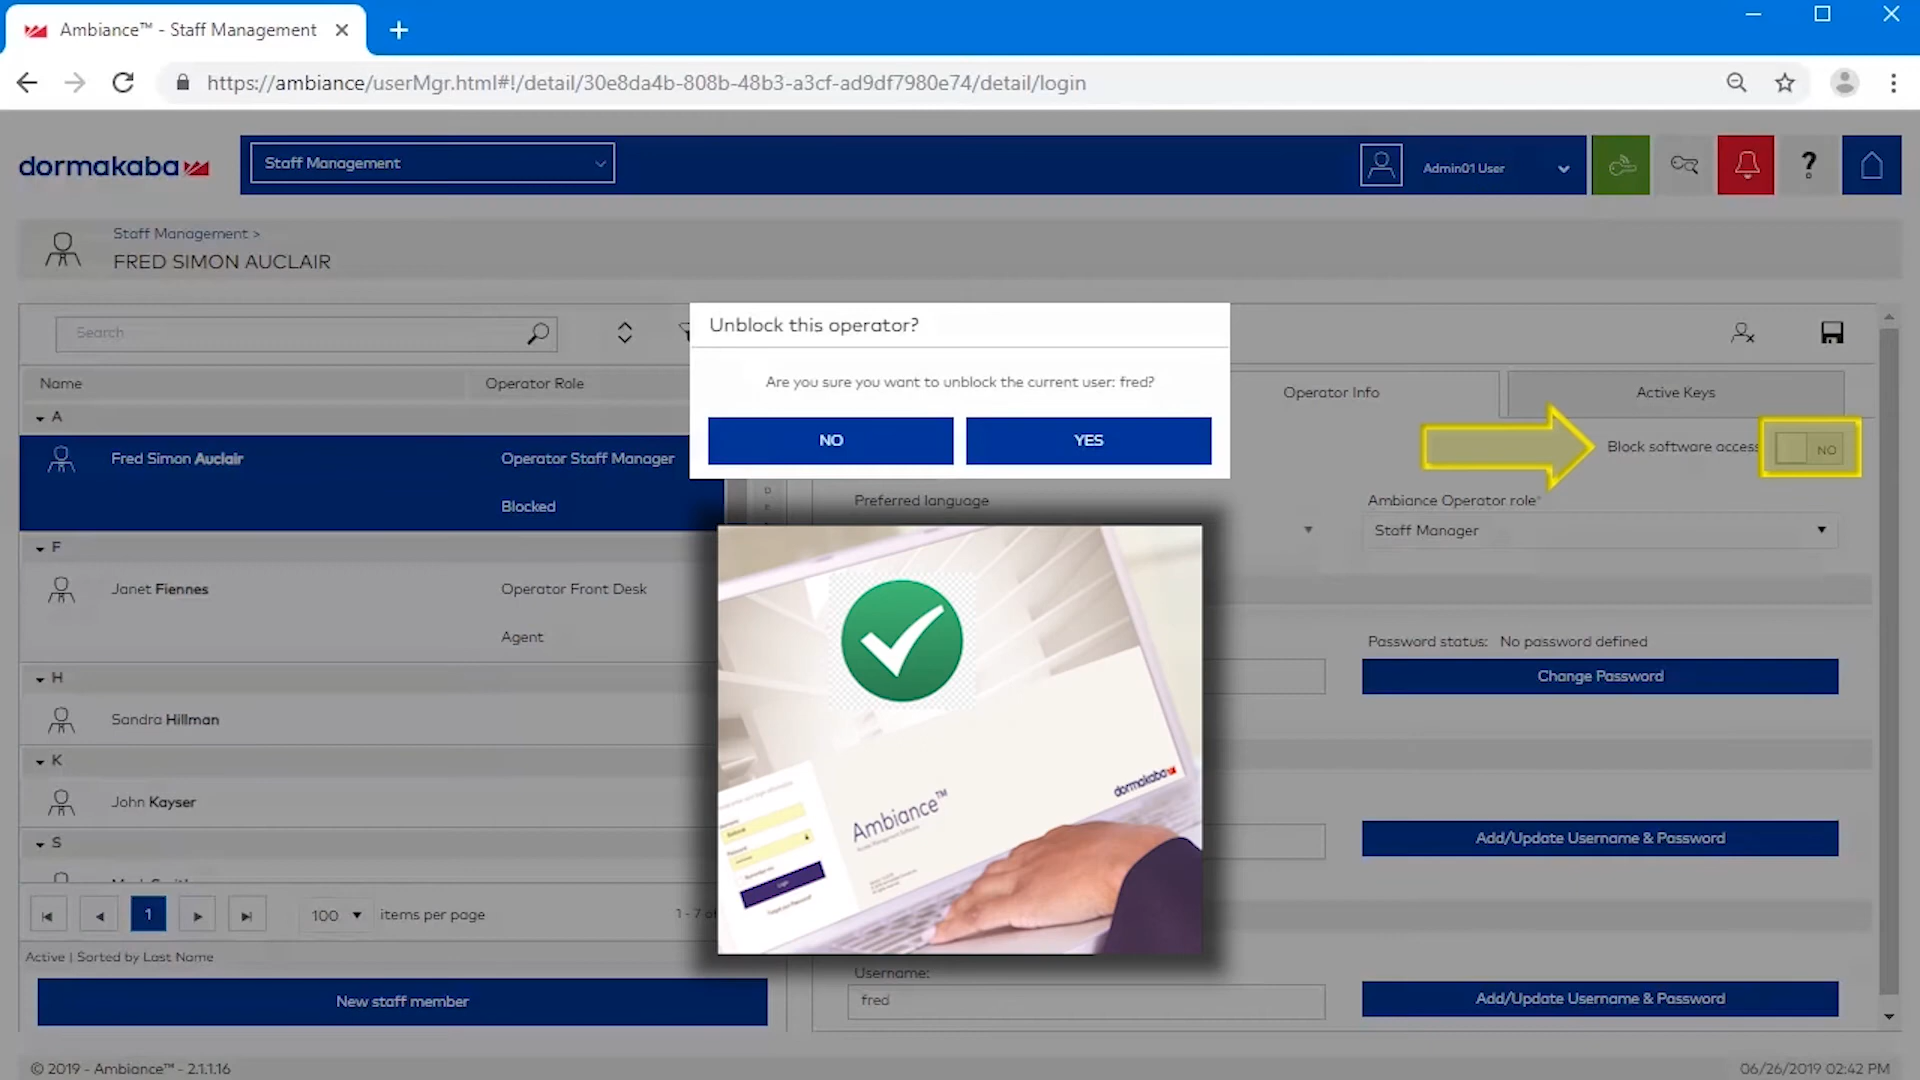 Ambiance™ - Staff Management
https://ambiance/userMgr.html#!/detail/30e8da4b-808b-48b3-a3cf-ad9df7980e74/detail/login
dormakaba
Staff Management
Admin01 User
?
Staff Management >
FRED SIMON AUCLAIR
Search
Name
Operator Role
A
Fred Simon Auclair
Operator Staff Manager
Blocked
F
Janet Fiennes
Operator Front Desk
Agent
H
Sandra Hillman
K
John Kayser
S
1
100
items per page
1 - 7 of
Active | Sorted by Last Name
New staff member
Unblock this operator?
Are you sure you want to unblock the current user: fred?
NO
YES
Operator Info
Active Keys
Block software access
NO
Preferred language
Ambiance Operator role*
Staff Manager
Password status: No password defined
Change Password
Add/Update Username & Password
Ambiance™
dormakaba
Login
Username:
fred
Add/Update Username & Password
© 2019 - Ambiance™ - 2.1.1.16
06/26/2019 02:42 PM